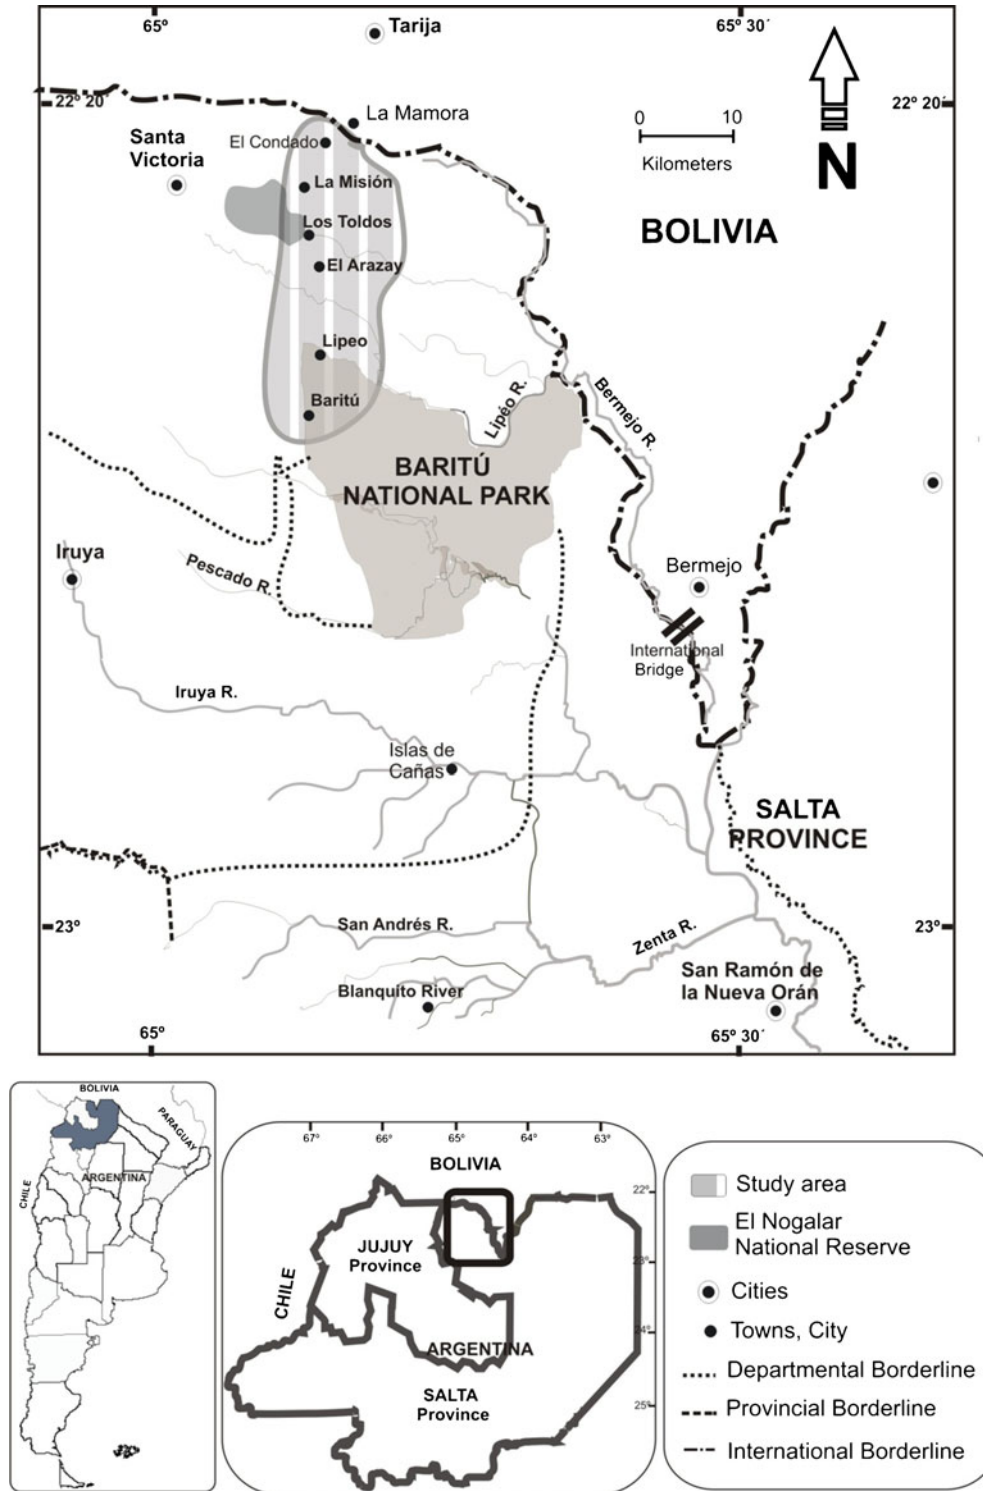 65º
65º 30´
Tarija
22º 20´
22º 20´
La Mamora
0 10
Kilometers
N
Santa
Victoria
El Condado
La Misión
Los Toldos
El Arazay
BOLIVIA
Lipeo
Baritú
Lipéo R.
Bermejo R.
BARITÚ
NATIONAL PARK
Iruya
Pescado R.
Bermejo
International
Bridge
Iruya R.
Islas de
Cañas
SALTA
PROVINCE
23º
23º
San Andrés R.
Zenta R.
Blanquito River
San Ramón de
la Nueva Orán
65º
65º 30´
BOLIVIA
PARAGUAY
CHILE
ARGENTINA
67º 66º 65º 64º 63º
BOLIVIA
22º
JUJUY
Province
23º
CHILE
24º
ARGENTINA
SALTA
Province
25º
Study area
El Nogalar
National Reserve
Cities
Towns, City
Departmental Borderline
Provincial Borderline
International Borderline